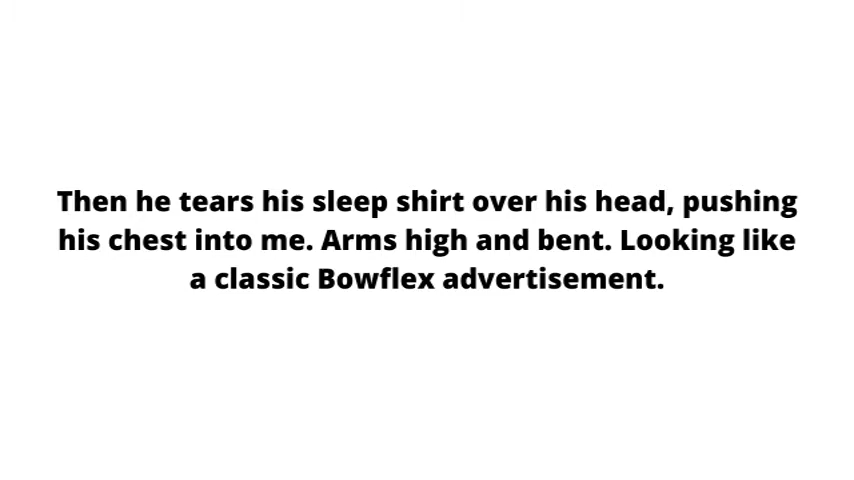 Then he tears his sleep shirt over his head, pushing
his chest into me. Arms high and bent. Looking like
a classic Bowflex advertisement.